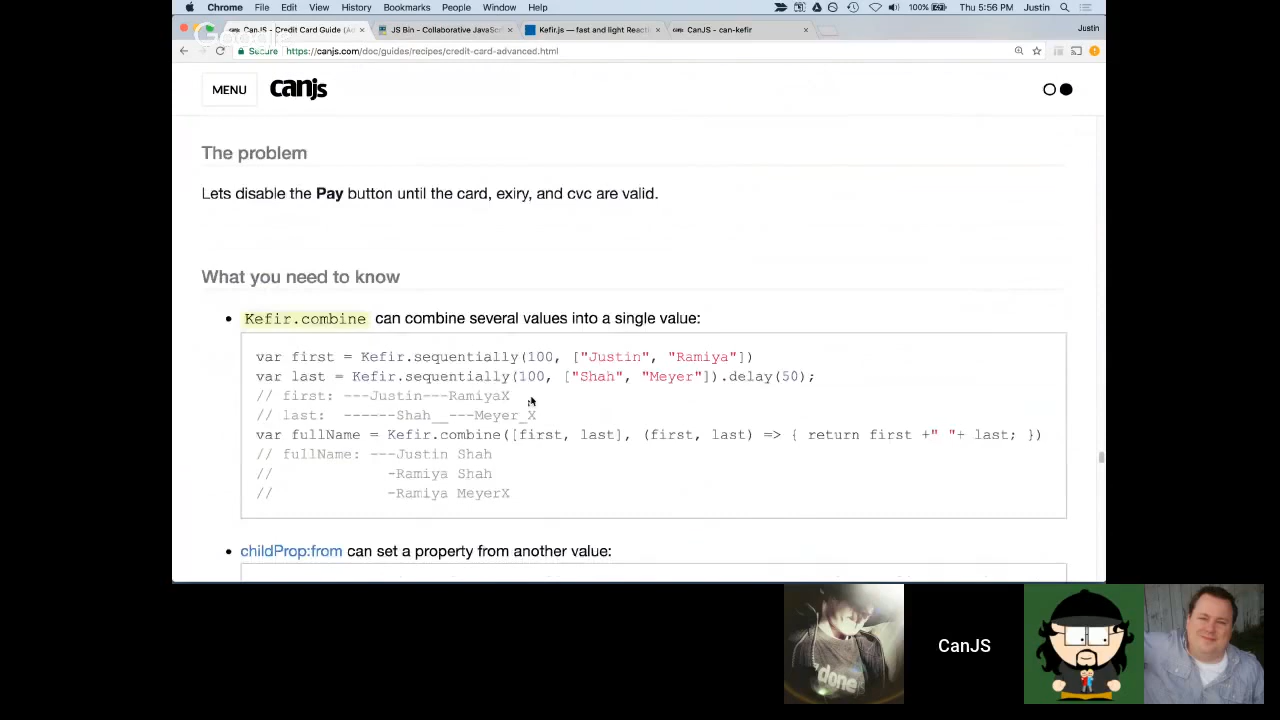 Chrome File Edit View History Bookmarks People Window Help 100% Thu 5:56 PM Justin
CanJS - Credit Card Guide (Ad × JS Bin - Collaborative JavaScr × Kefir.js — fast and light Reacti × CanJS - can-kefir × Justin
Secure https://canjs.com/doc/guides/recipes/credit-card-advanced.html
MENU canjs
The problem
Lets disable the Pay button until the card, exiry, and cvc are valid.
What you need to know
• Kefir.combine can combine several values into a single value:
var first = Kefir.sequentially(100, ["Justin", "Ramiya"])
var last = Kefir.sequentially(100, ["Shah", "Meyer"]).delay(50);
// first: ---Justin---RamiyaX
// last: ------Shah__---Meyer_X
var fullName = Kefir.combine([first, last], (first, last) => { return first +" "+ last; })
// fullName: ---Justin Shah
// -Ramiya Shah
// -Ramiya MeyerX
• childProp:from can set a property from another value:
done
CanJS